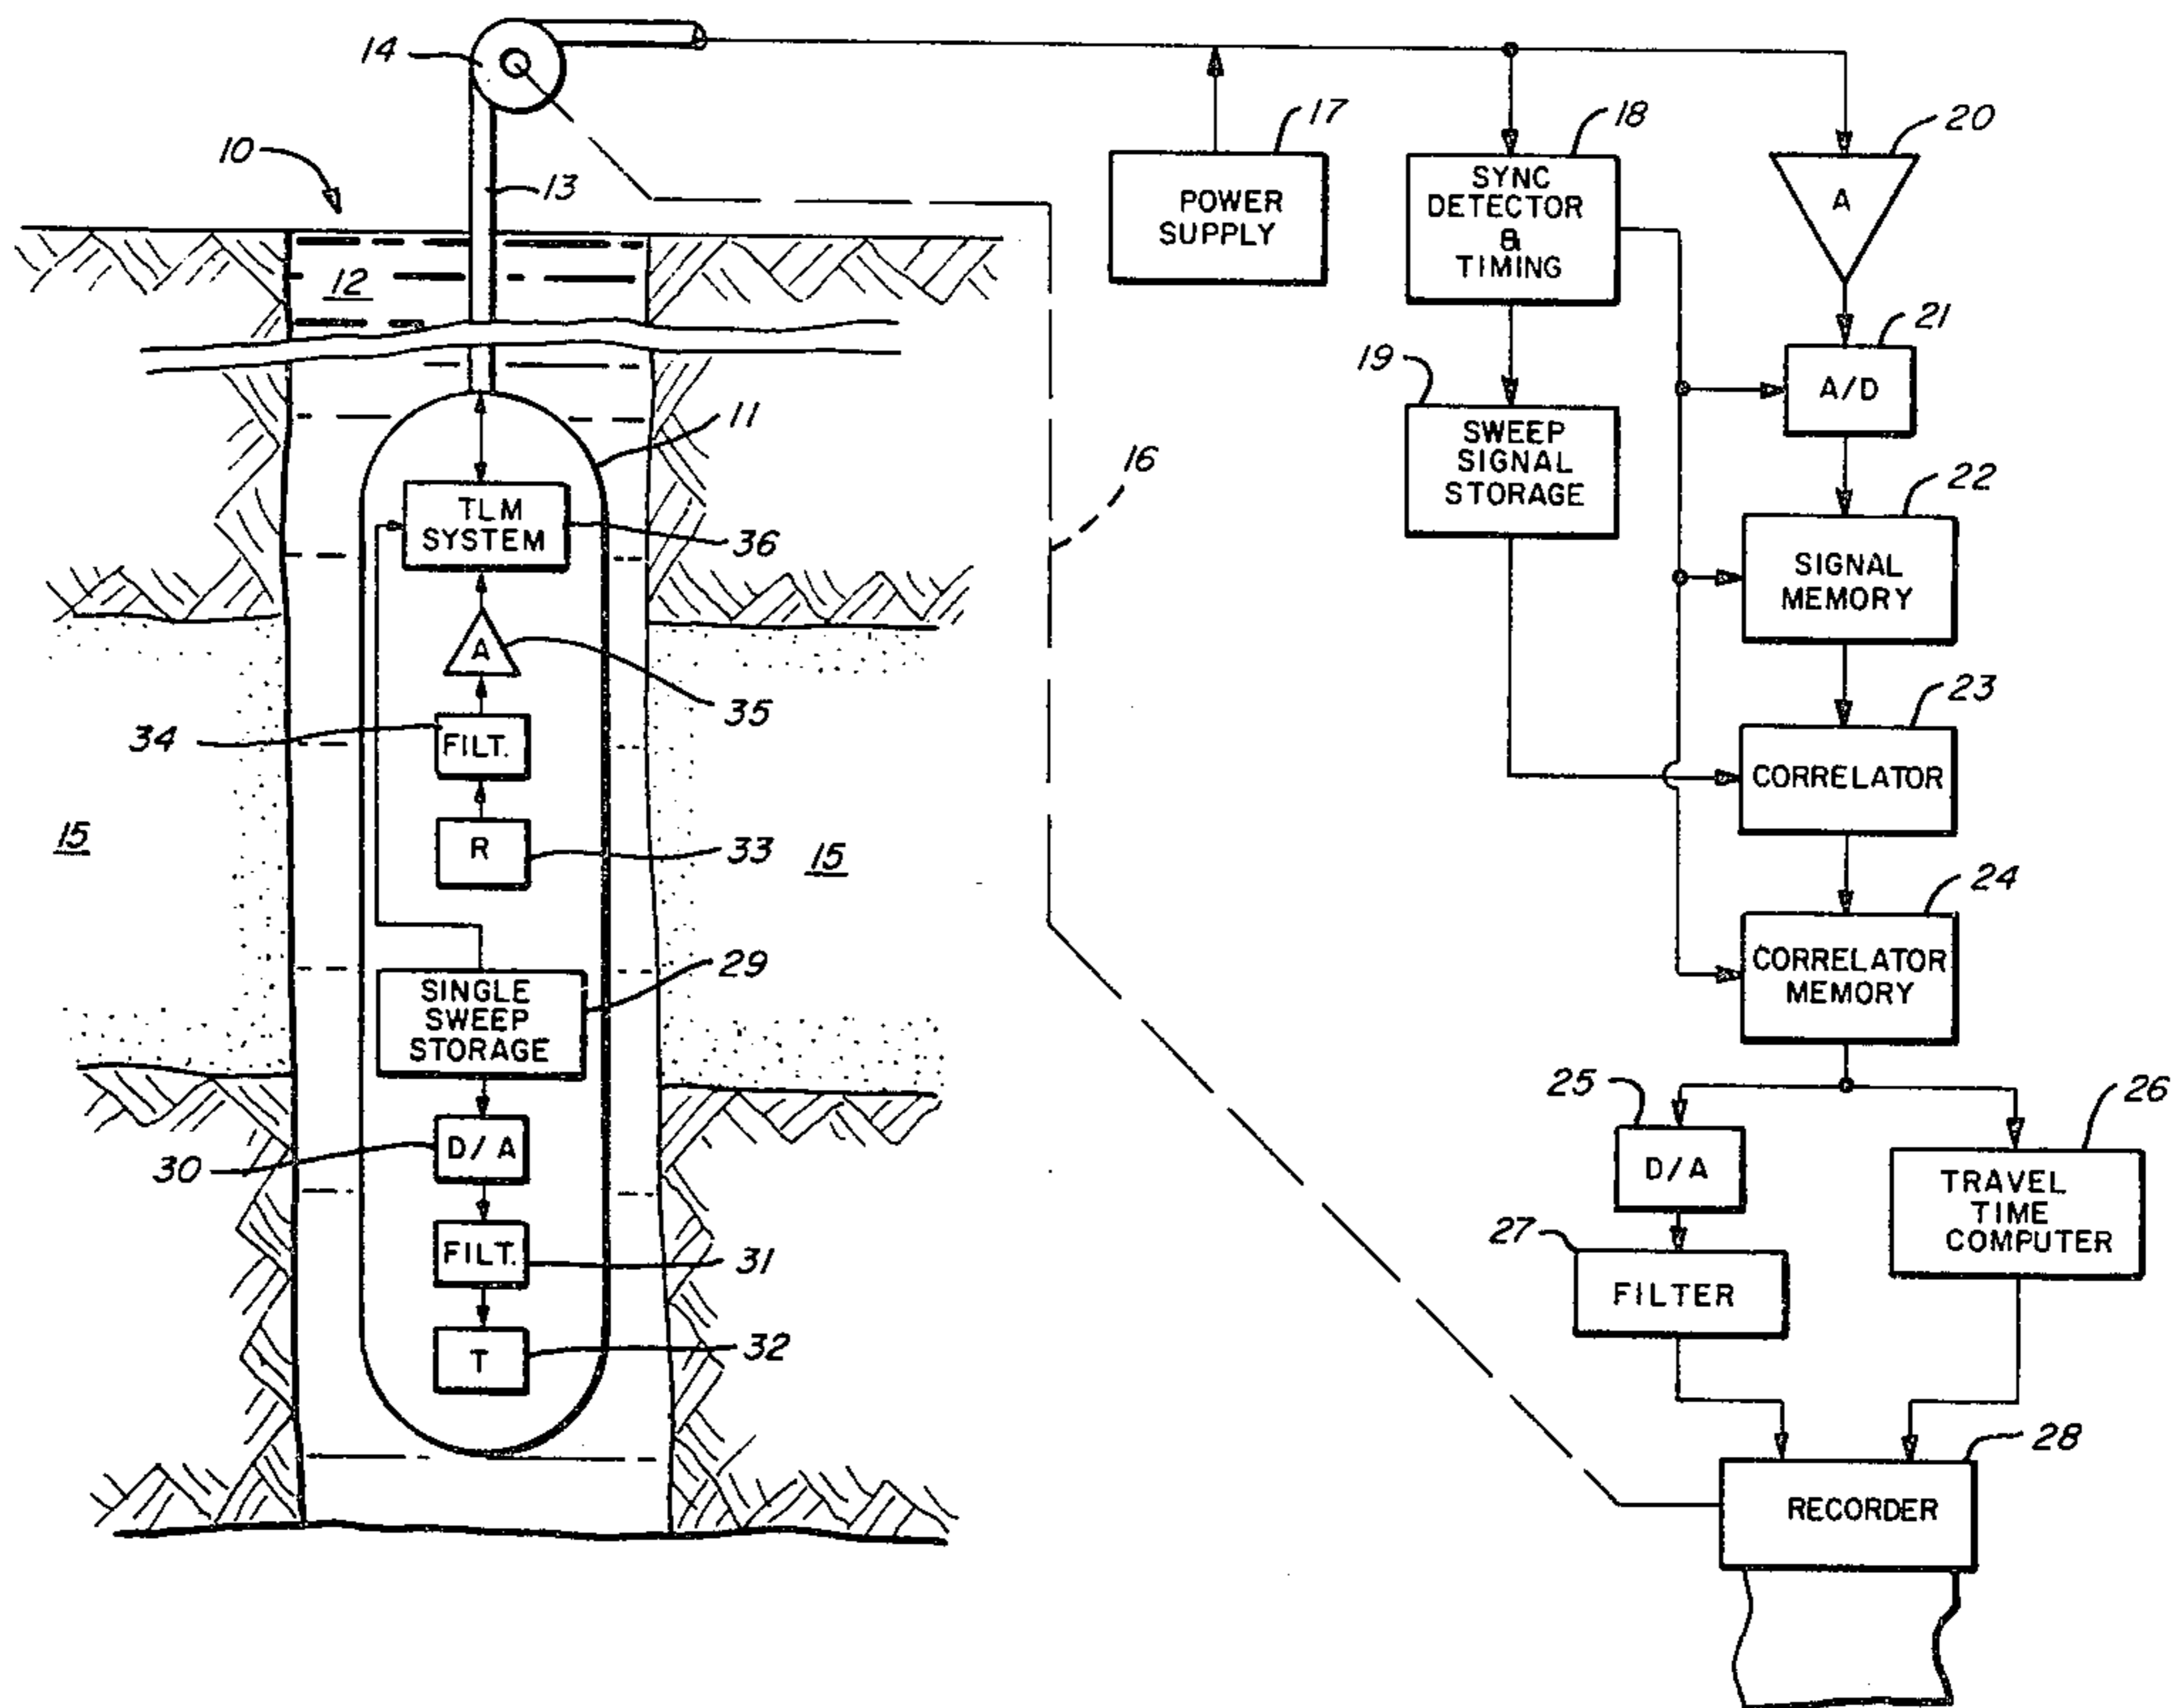 14
10
13
12
11
TLM
SYSTEM
36
A
35
34
FILT.
R
33
15
15
16
29
SINGLE
SWEEP
STORAGE
D/A
30
FILT.
31
T
32
17
POWER
SUPPLY
18
SYNC
DETECTOR
&
TIMING
19
SWEEP
SIGNAL
STORAGE
20
A
21
A/D
22
SIGNAL
MEMORY
23
CORRELATOR
24
CORRELATOR
MEMORY
25
D/A
26
TRAVEL
TIME
COMPUTER
27
FILTER
28
RECORDER